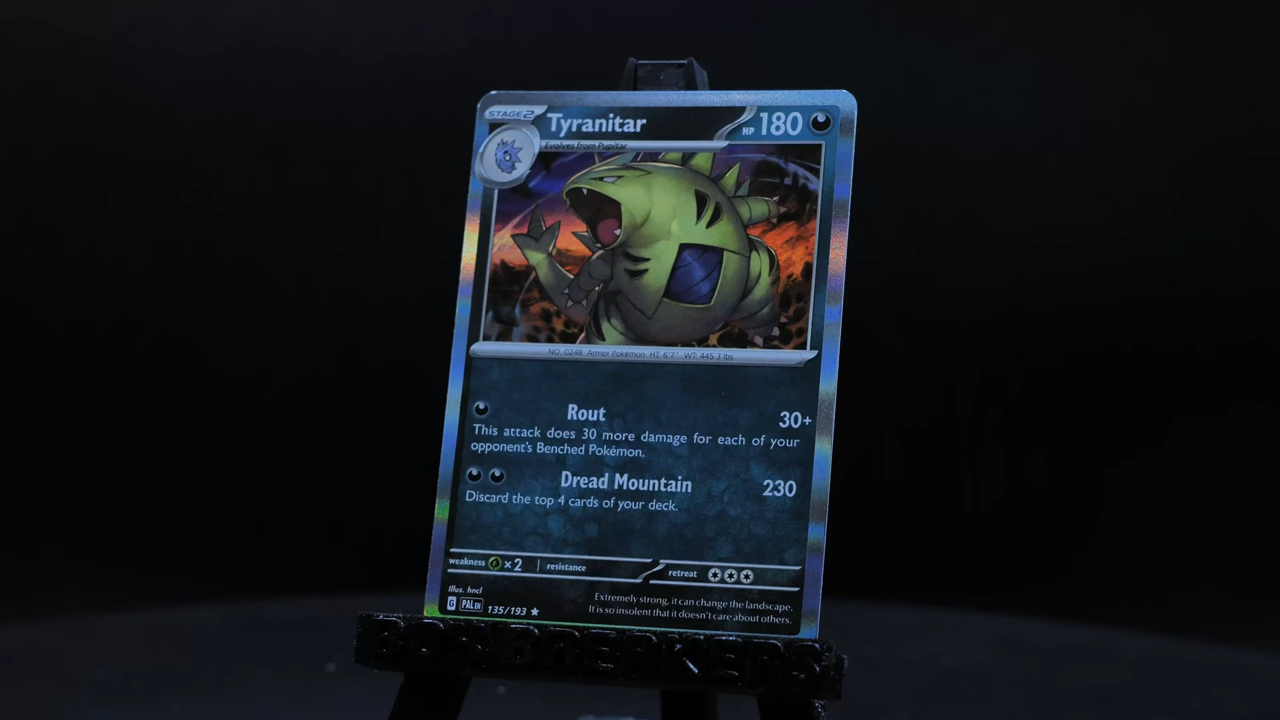 STAGE2
Tyranitar
HP 180
Evolves from Pupitar
NO. 0248 Armor Pokémon HT: 6'7" WT: 445.3 lbs.
Rout 30+
This attack does 30 more damage for each of your
opponent's Benched Pokémon.
Dread Mountain 230
Discard the top 4 cards of your deck.
weakness ×2 resistance retreat
Illus. hncl
G PAL EN 135/193 ★
Extremely strong, it can change the landscape.
It is so insolent that it doesn't care about others.